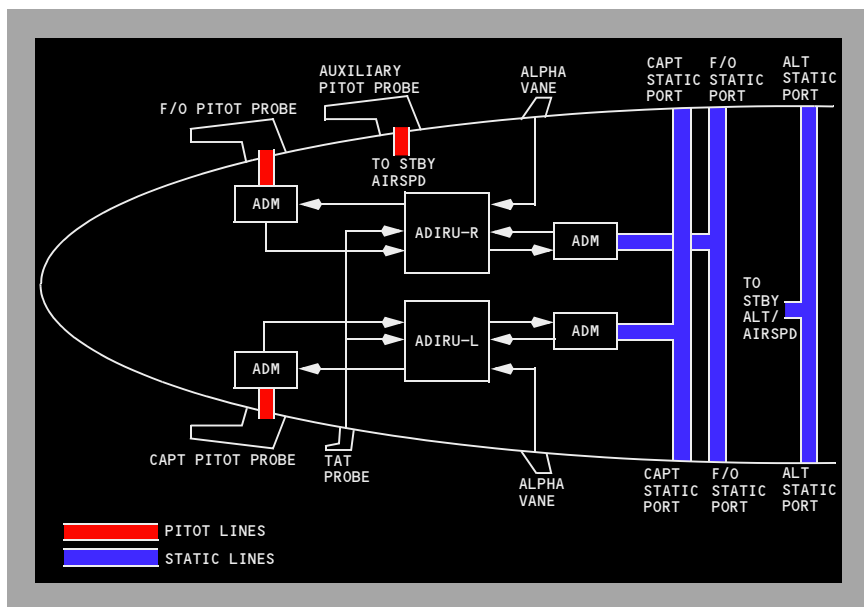 AUXILIARY
PITOT PROBE
F/O PITOT PROBE
ALPHA
VANE
CAPT
STATIC
PORT
F/O
STATIC
PORT
ALT
STATIC
PORT
TO STBY
AIRSPD
ADM
ADIRU-R
ADM
TO
STBY
ALT/
AIRSPD
ADIRU-L
ADM
ADM
CAPT PITOT PROBE
TAT
PROBE
ALPHA
VANE
CAPT
STATIC
PORT
F/O
STATIC
PORT
ALT
STATIC
PORT
PITOT LINES
STATIC LINES